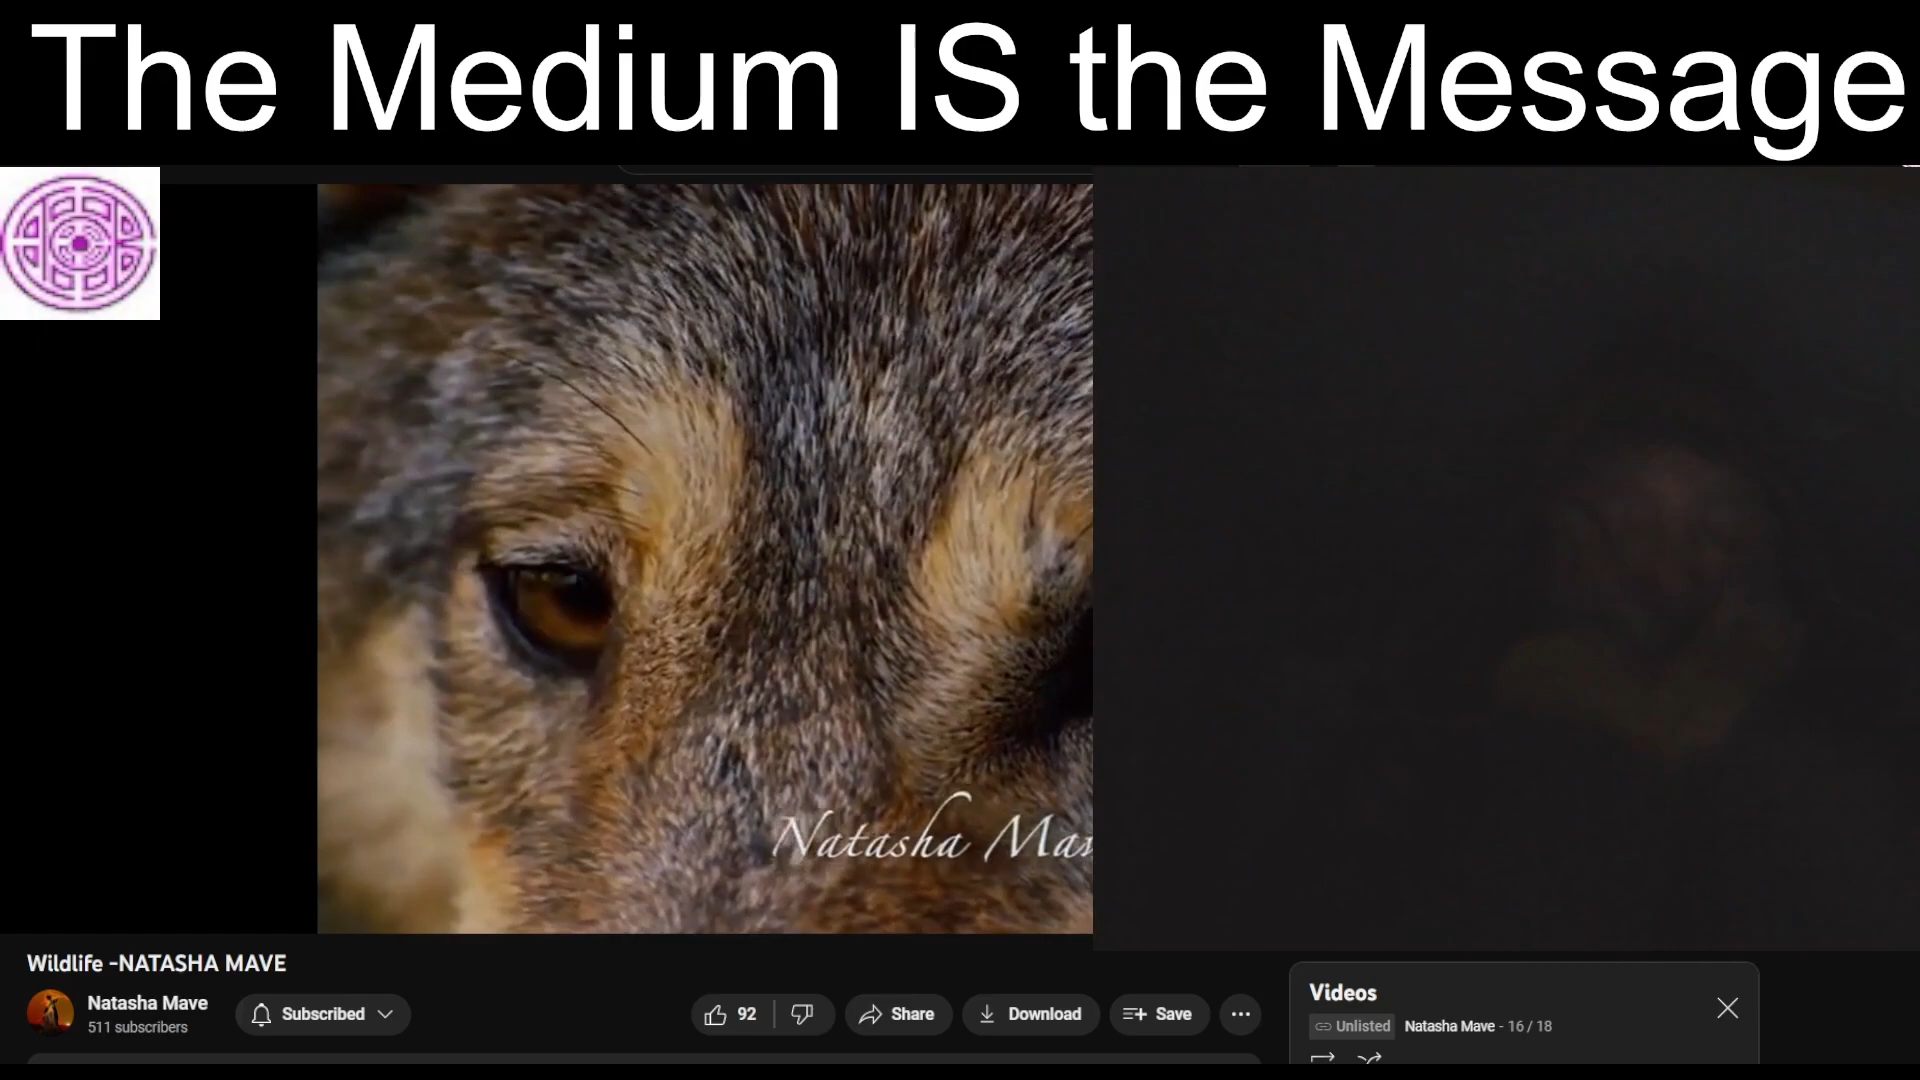 The Medium IS the Message
Natasha Mav
Wildlife -NATASHA MAVE
Natasha Mave
511 subscribers
Subscribed
92
Share
Download
Save
Videos
Unlisted
Natasha Mave - 16 / 18